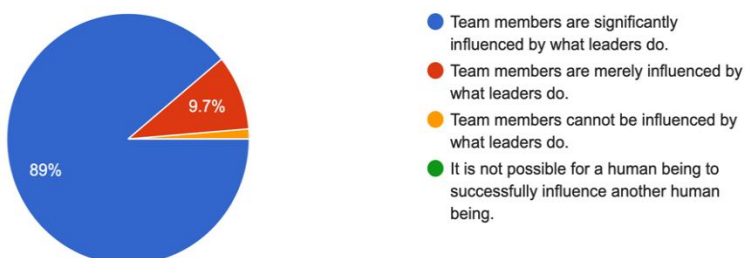 89%
9.7%
Team members are significantly
influenced by what leaders do.
Team members are merely influenced by
what leaders do.
Team members cannot be influenced by
what leaders do.
It is not possible for a human being to
successfully influence another human
being.